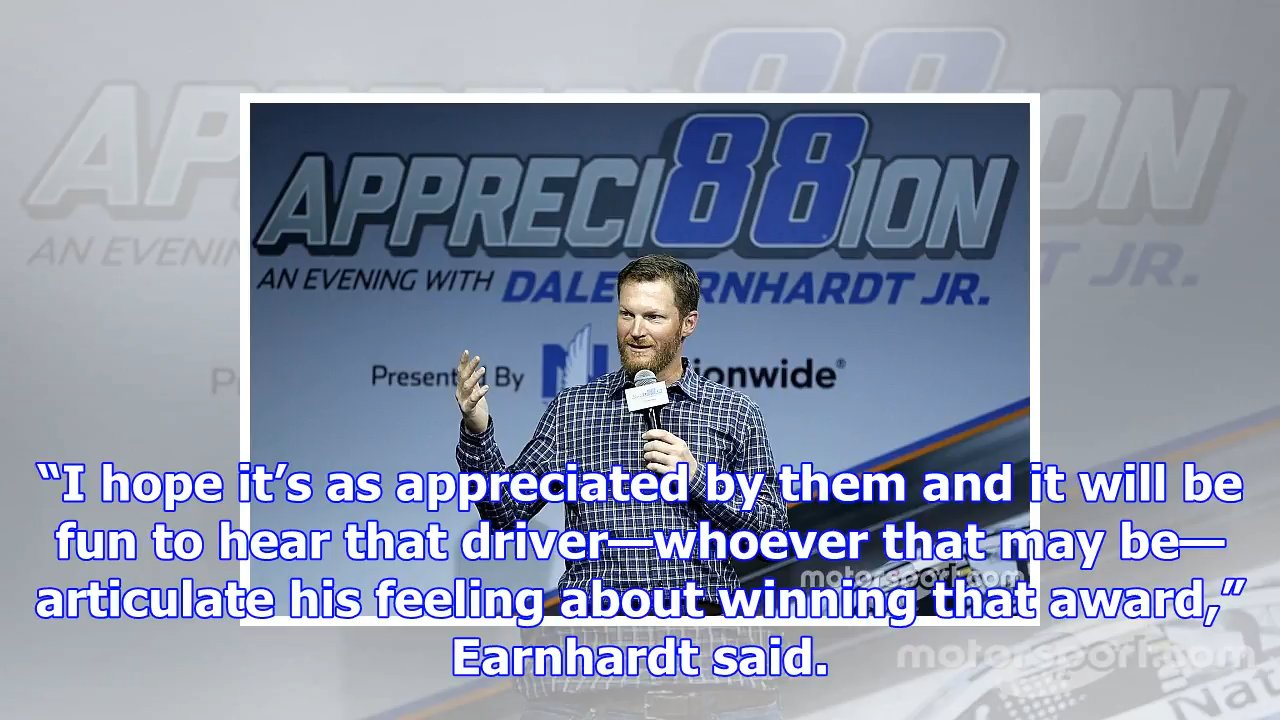 APPRECI88ION
AN EVENING WITH DALE EARNHARDT JR.
Presented By Nationwide®
motorsport.com
“I hope it’s as appreciated by them and it will be
fun to hear that driver—whoever that may be—
articulate his feeling about winning that award,”
Earnhardt said.
motorsport.com